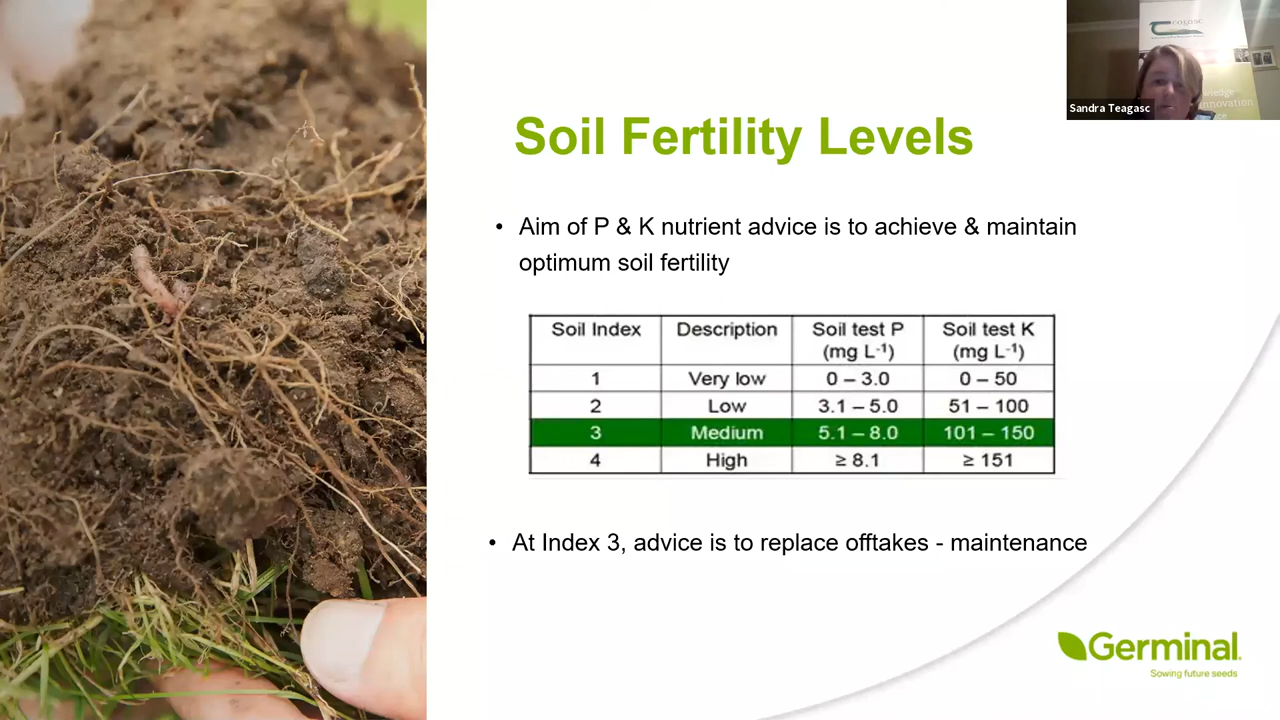 Teagasc
wledge
innovation
Sandra Teagasc
Soil Fertility Levels
• Aim of P & K nutrient advice is to achieve & maintain
optimum soil fertility
Soil Index Description Soil test P Soil test K
(mg L-1) (mg L-1)
1 Very low 0 – 3.0 0 – 50
2 Low 3.1 – 5.0 51 – 100
3 Medium 5.1 – 8.0 101 – 150
4 High ≥ 8.1 ≥ 151
• At Index 3, advice is to replace offtakes - maintenance
Germinal
Sowing future seeds